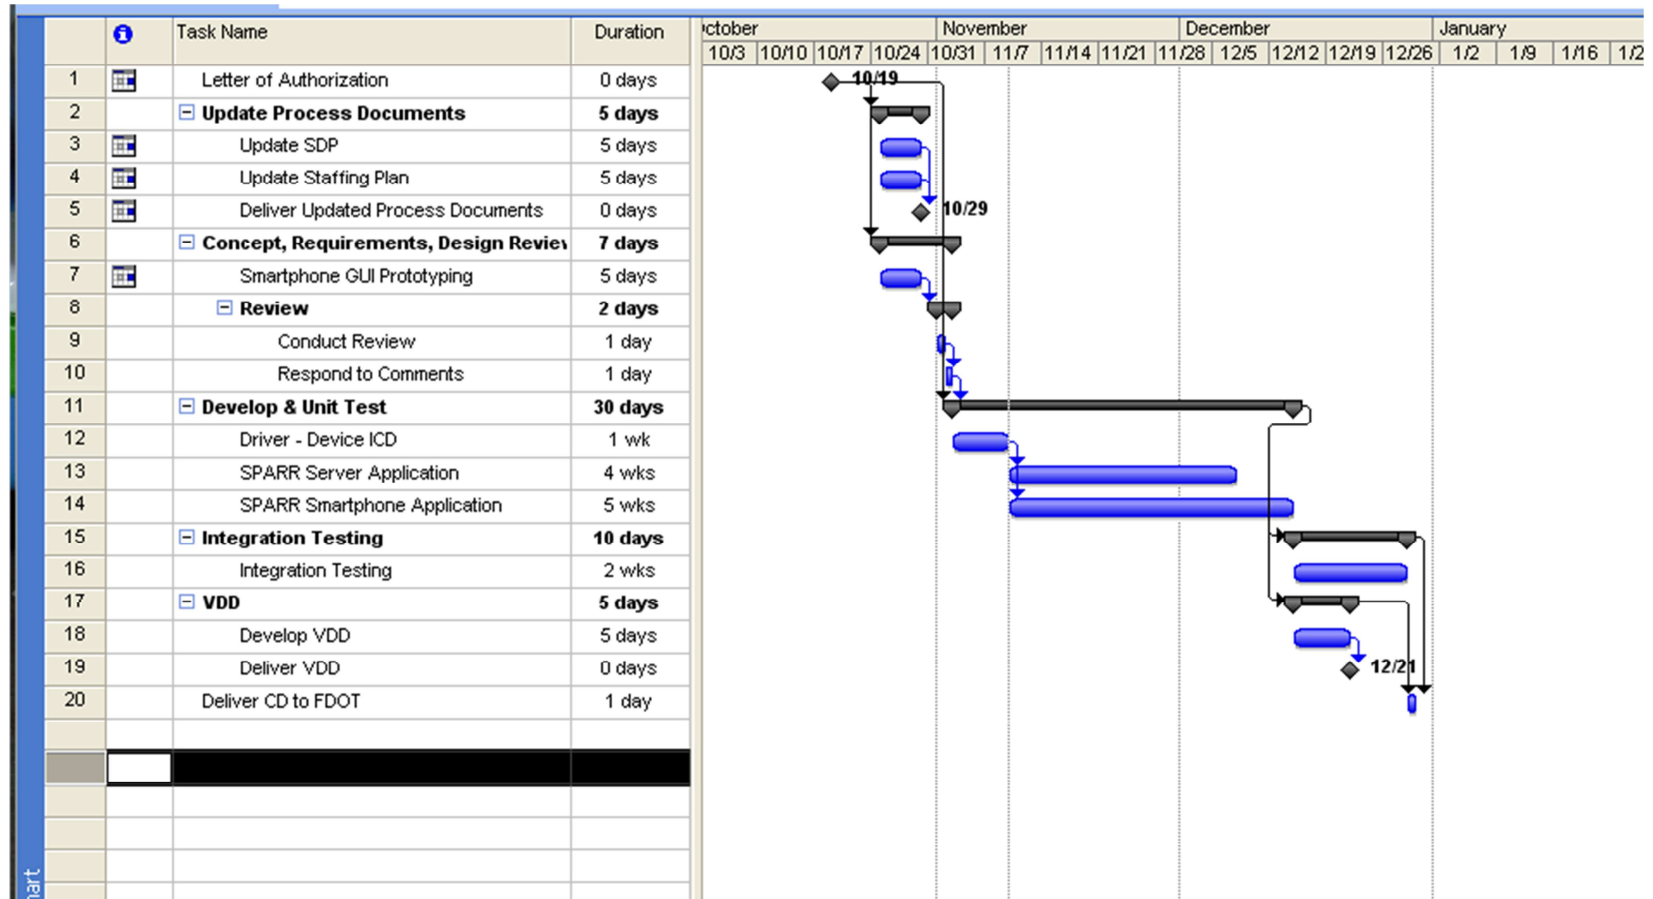 Task Name Duration ctober November December January
10/3 10/10 10/17 10/24 10/31 11/7 11/14 11/21 11/28 12/5 12/12 12/19 12/26 1/2 1/9 1/16 1/2
1 Letter of Authorization 0 days 10/19
2 Update Process Documents 5 days
3 Update SDP 5 days
4 Update Staffing Plan 5 days
5 Deliver Updated Process Documents 0 days 10/29
6 Concept, Requirements, Design Review 7 days
7 Smartphone GUI Prototyping 5 days
8 Review 2 days
9 Conduct Review 1 day
10 Respond to Comments 1 day
11 Develop & Unit Test 30 days
12 Driver - Device ICD 1 wk
13 SPARR Server Application 4 wks
14 SPARR Smartphone Application 5 wks
15 Integration Testing 10 days
16 Integration Testing 2 wks
17 VDD 5 days
18 Develop VDD 5 days
19 Deliver VDD 0 days 12/21
20 Deliver CD to FDOT 1 day
hart